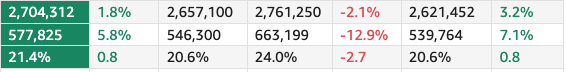 2,704,312 1.8% 2,657,100 2,761,250 -2.1% 2,621,452 3.2%
577,825 5.8% 546,300 663,199 -12.9% 539,764 7.1%
21.4% 0.8 20.6% 24.0% -2.7 20.6% 0.8